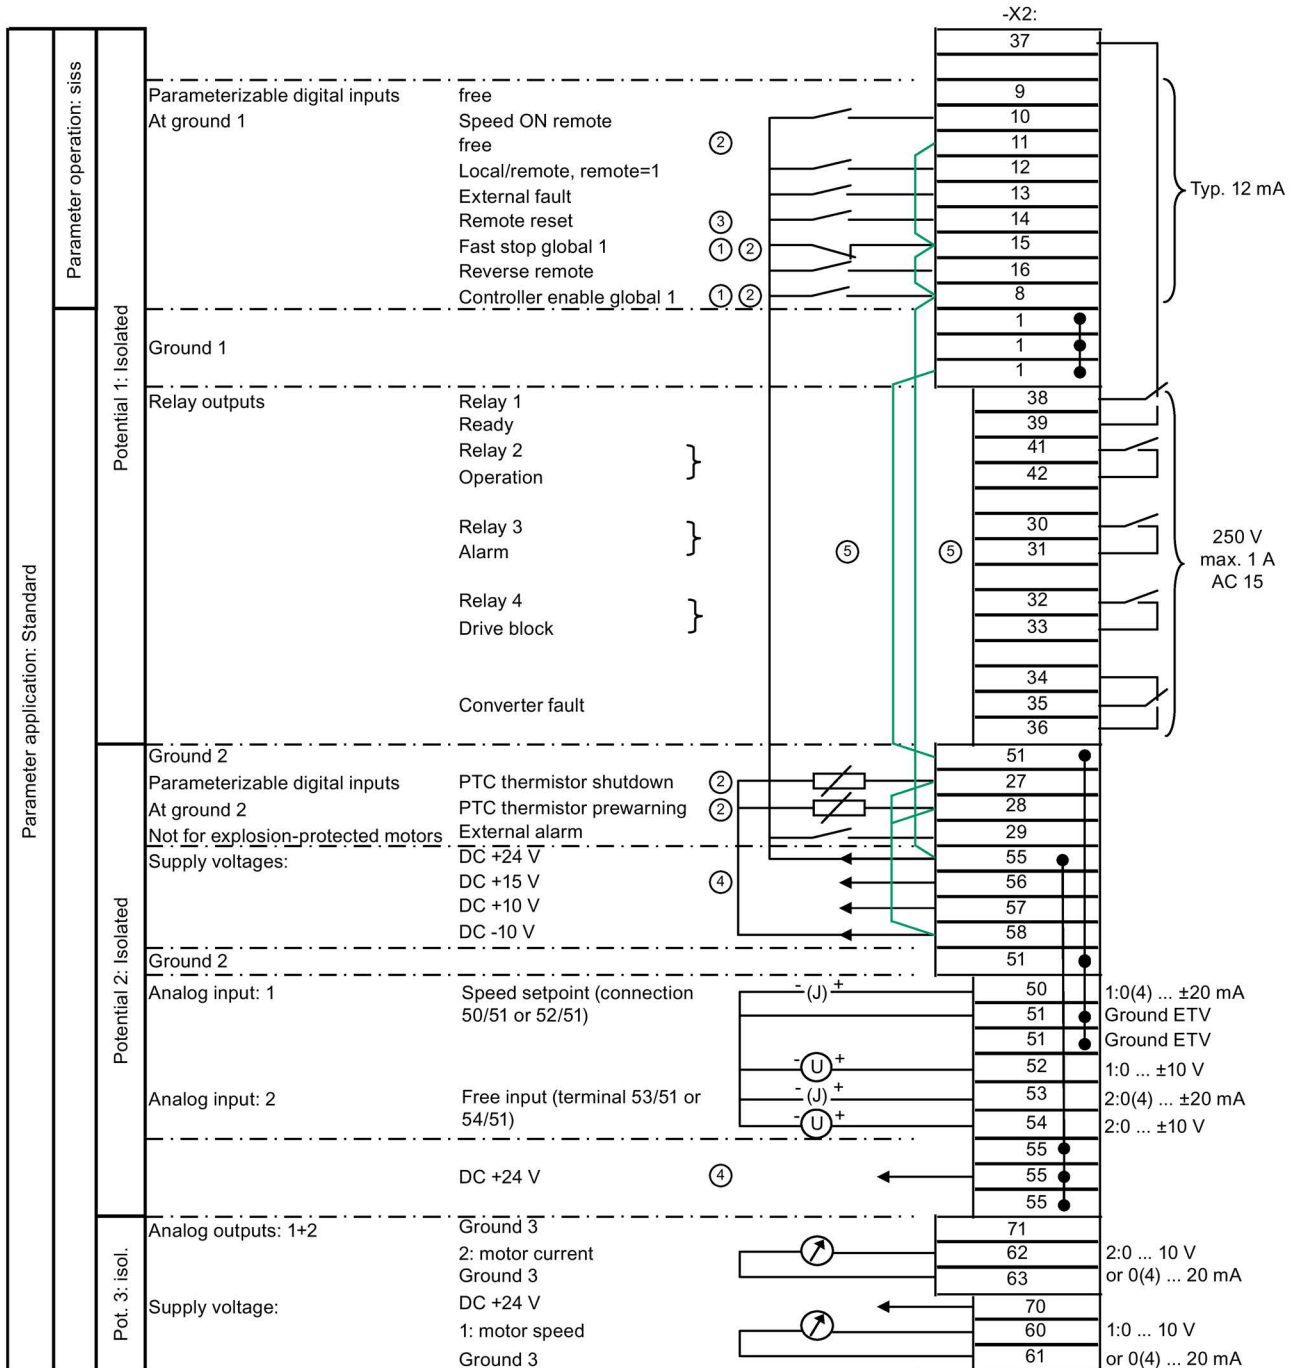 -X2:
37
Parameterizable digital inputs free 9
At ground 1 Speed ON remote 10
free ② 11
Local/remote, remote=1 12
External fault 13 Typ. 12 mA
Remote reset ③ 14
Fast stop global 1 ① ② 15
Reverse remote 16
Controller enable global 1 ① ② 8
1
Ground 1 1
1
Relay outputs Relay 1 38
Ready 39
Relay 2 } 41
Operation 42
Relay 3 } 30
Alarm ⑤ ⑤ 31
250 V
max. 1 A
AC 15
Relay 4 } 32
Drive block 33
34
Converter fault 35
36
Ground 2 51
Parameterizable digital inputs PTC thermistor shutdown ② 27
At ground 2 PTC thermistor prewarning ② 28
Not for explosion-protected motors External alarm 29
Supply voltages: DC +24 V 55
DC +15 V ④ 56
DC +10 V 57
DC -10 V 58
Ground 2 51
Analog input: 1 Speed setpoint (connection - (J) + 50 1:0(4) ... ±20 mA
50/51 or 52/51) 51 Ground ETV
51 Ground ETV
- U + 52 1:0 ... ±10 V
Analog input: 2 Free input (terminal 53/51 or - (J) + 53 2:0(4) ... ±20 mA
54/51) - U + 54 2:0 ... ±10 V
55
DC +24 V ④ 55
55
Analog outputs: 1+2 Ground 3 71
2: motor current 62 2:0 ... 10 V
Ground 3 63 or 0(4) ... 20 mA
Supply voltage: DC +24 V 70
1: motor speed 60 1:0 ... 10 V
Ground 3 61 or 0(4) ... 20 mA
Parameter application: Standard
Parameter operation: siss
Potential 1: Isolated
Potential 2: Isolated
Pot. 3: isol.